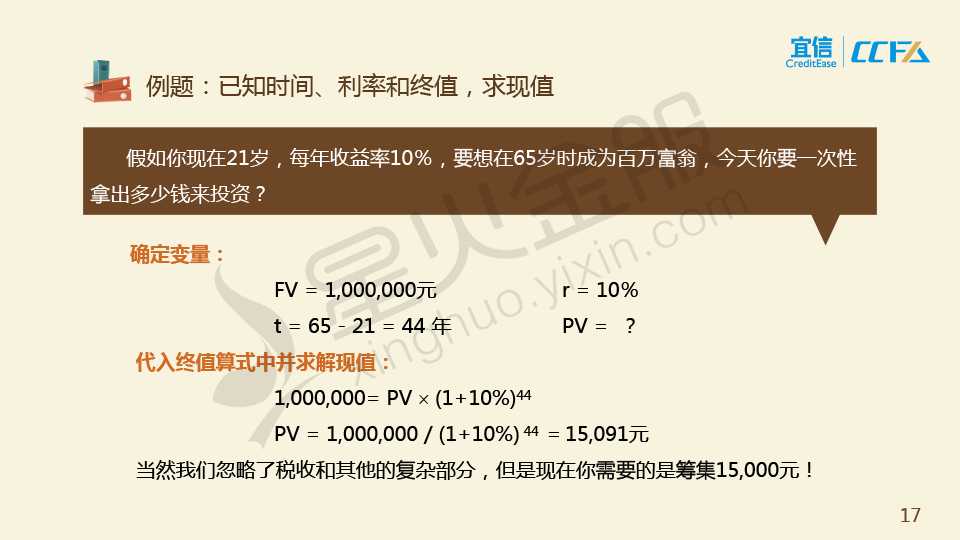 宜信
CreditEase
CCFA
例题：已知时间、利率和终值，求现值
假如你现在21岁，每年收益率10%，要想在65岁时成为百万富翁，今天你要一次性
拿出多少钱来投资？
确定变量：
FV = 1,000,000元 r = 10%
t = 65 - 21 = 44 年 PV = ？
代入终值算式中并求解现值：
1,000,000= PV × (1+10%)⁴⁴
PV = 1,000,000 / (1+10%) ⁴⁴ = 15,091元
当然我们忽略了税收和其他的复杂部分，但是现在你需要的是筹集15,000元！
星火金服
xinghuo.yixin.com
17